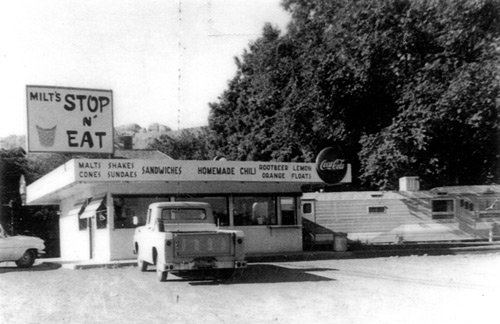 MILT'S
STOP
N'
EAT
MALTS SHAKES
CONES SUNDAES
SANDWICHES
HOMEMADE CHILI
ROOTBEER LEMON
ORANGE FLOATS
Coca-Cola